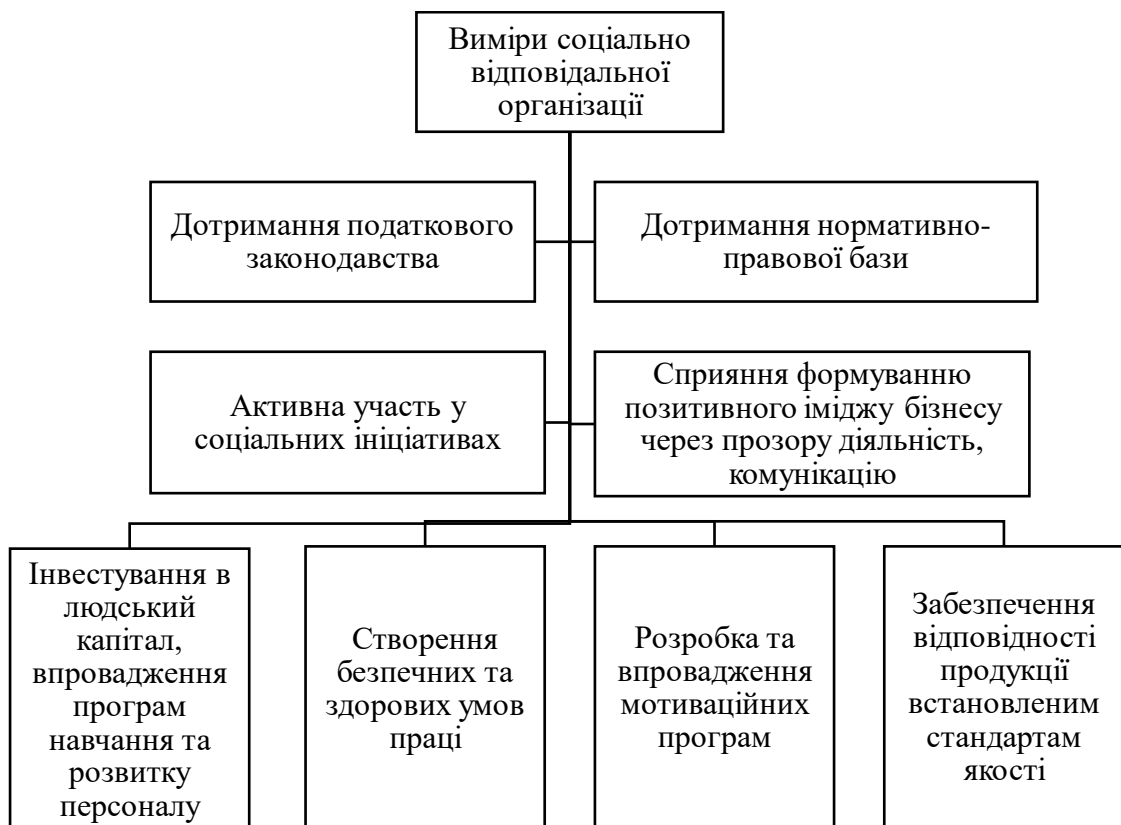 Виміри соціально
відповідальної
організації
Дотримання податкового
законодавства
Дотримання нормативно-
правової бази
Активна участь у
соціальних ініціативах
Сприяння формуванню
позитивного іміджу бізнесу
через прозору діяльність,
комунікацію
Інвестування в
людський
капітал,
впровадження
програм
навчання та
розвитку
персоналу
Створення
безпечних та
здорових умов
праці
Розробка та
впровадження
мотиваційних
програм
Забезпечення
відповідності
продукції
встановленим
стандартам
якості